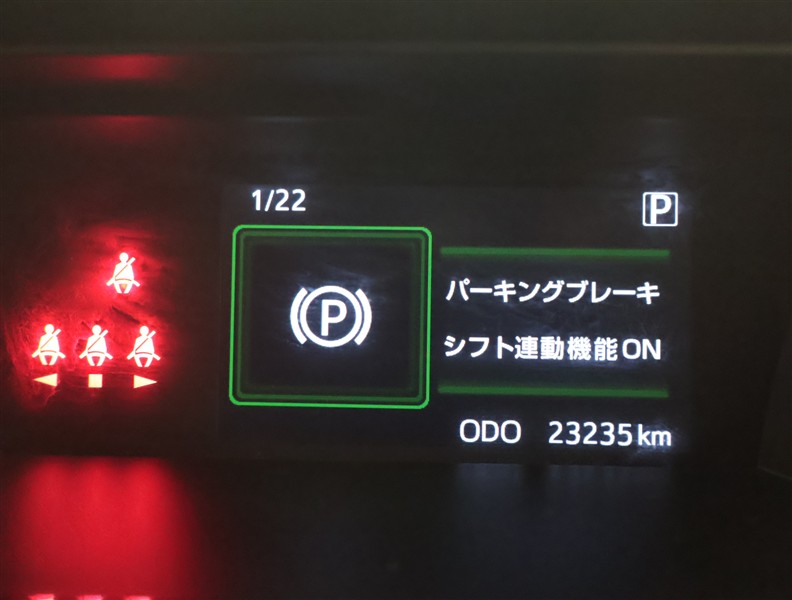 1/22
P
P
パーキングブレーキ
シフト連動機能ON
ODO 23235km